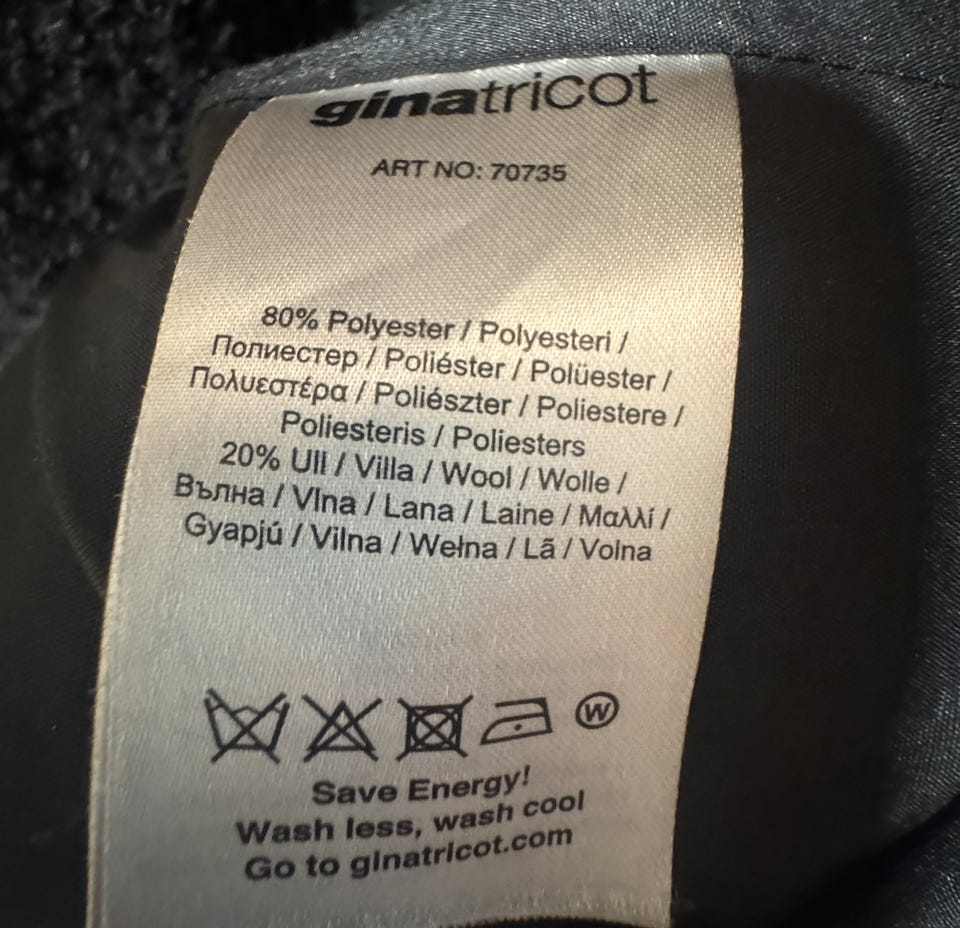 ginatricot
ART NO: 70735
80% Polyester / Polyesteri /
Полиестер / Poliéster / Polüester /
Πολυεστέρα / Poliészter / Poliestere /
Poliesteris / Poliesters
20% Ull / Villa / Wool / Wolle /
Вълна / Vlna / Lana / Laine / Μαλλί /
Gyapjú / Vilna / Wełna / Lã / Volna
W
Save Energy!
Wash less, wash cool
Go to ginatricot.com